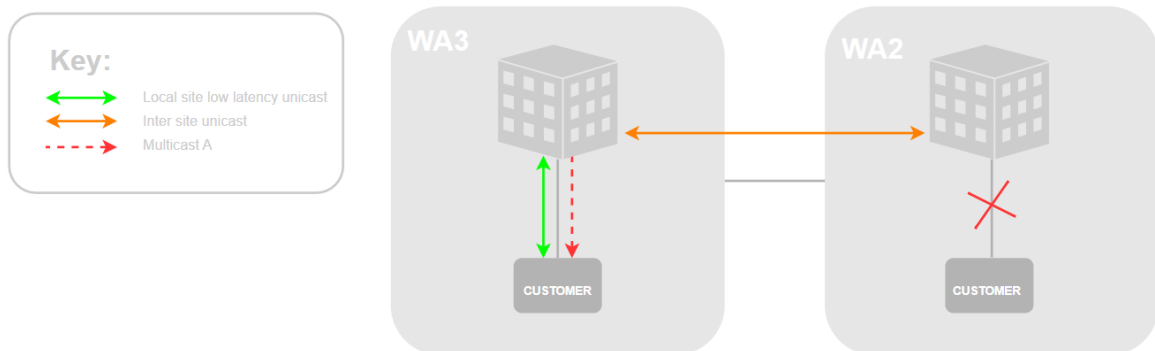 Key:
Local site low latency unicast
Inter site unicast
Multicast A
WA3
WA2
CUSTOMER
CUSTOMER